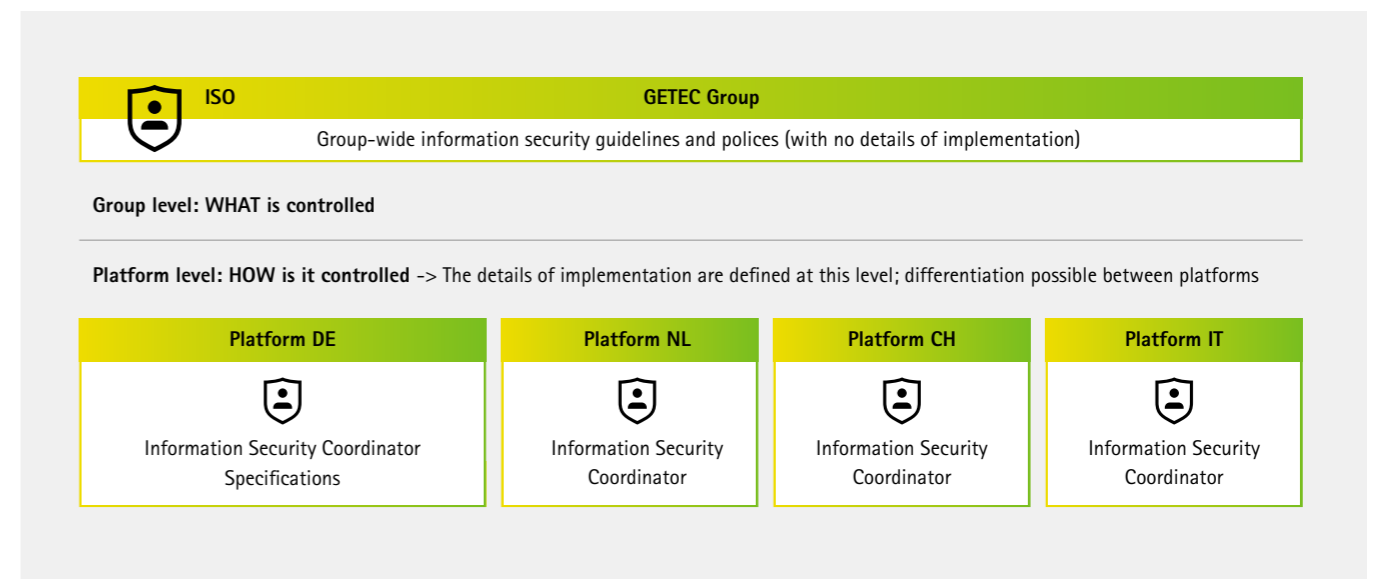 ISO GETEC Group
Group-wide information security guidelines and polices (with no details of implementation)
Group level: WHAT is controlled
Platform level: HOW is it controlled -> The details of implementation are defined at this level; differentiation possible between platforms
Platform DE
Information Security Coordinator
Specifications
Platform NL
Information Security
Coordinator
Platform CH
Information Security
Coordinator
Platform IT
Information Security
Coordinator